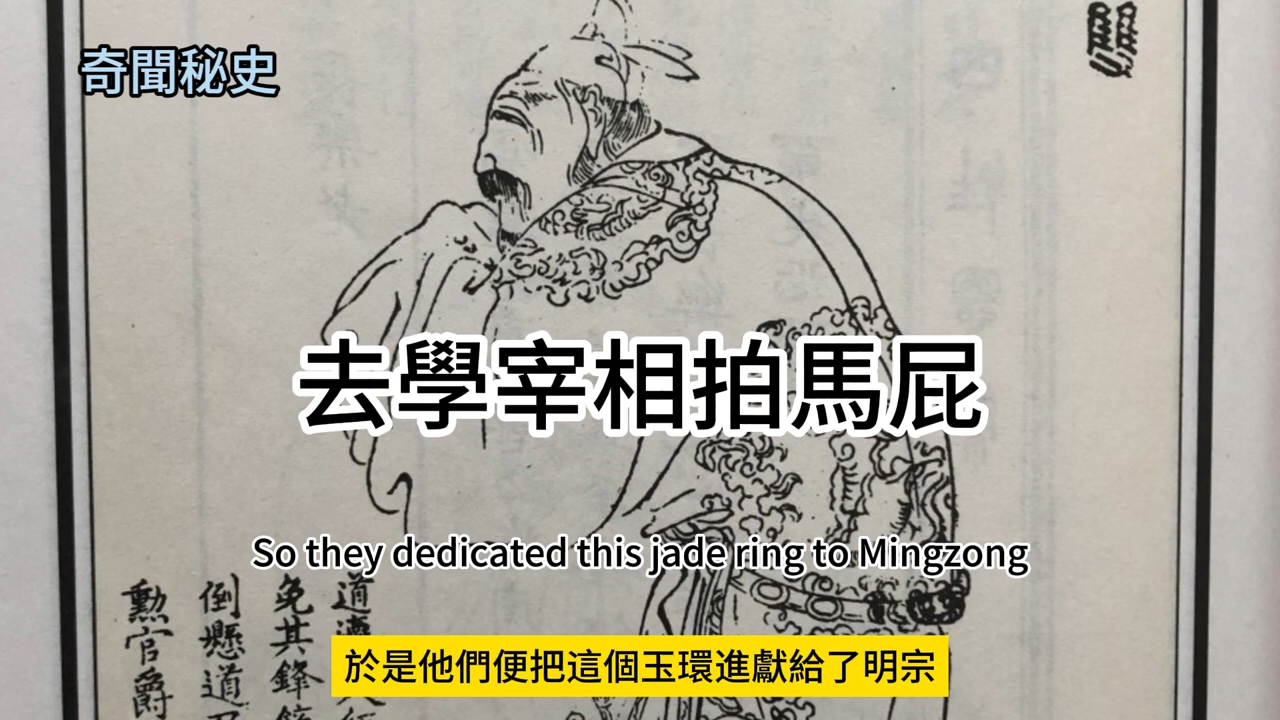 奇聞秘史
去學宰相拍馬屁
So they dedicated this jade ring to Mingzong
於是他們便把這個玉環進獻給了明宗
道濟
免其鋒
倒懸道
勳官爵